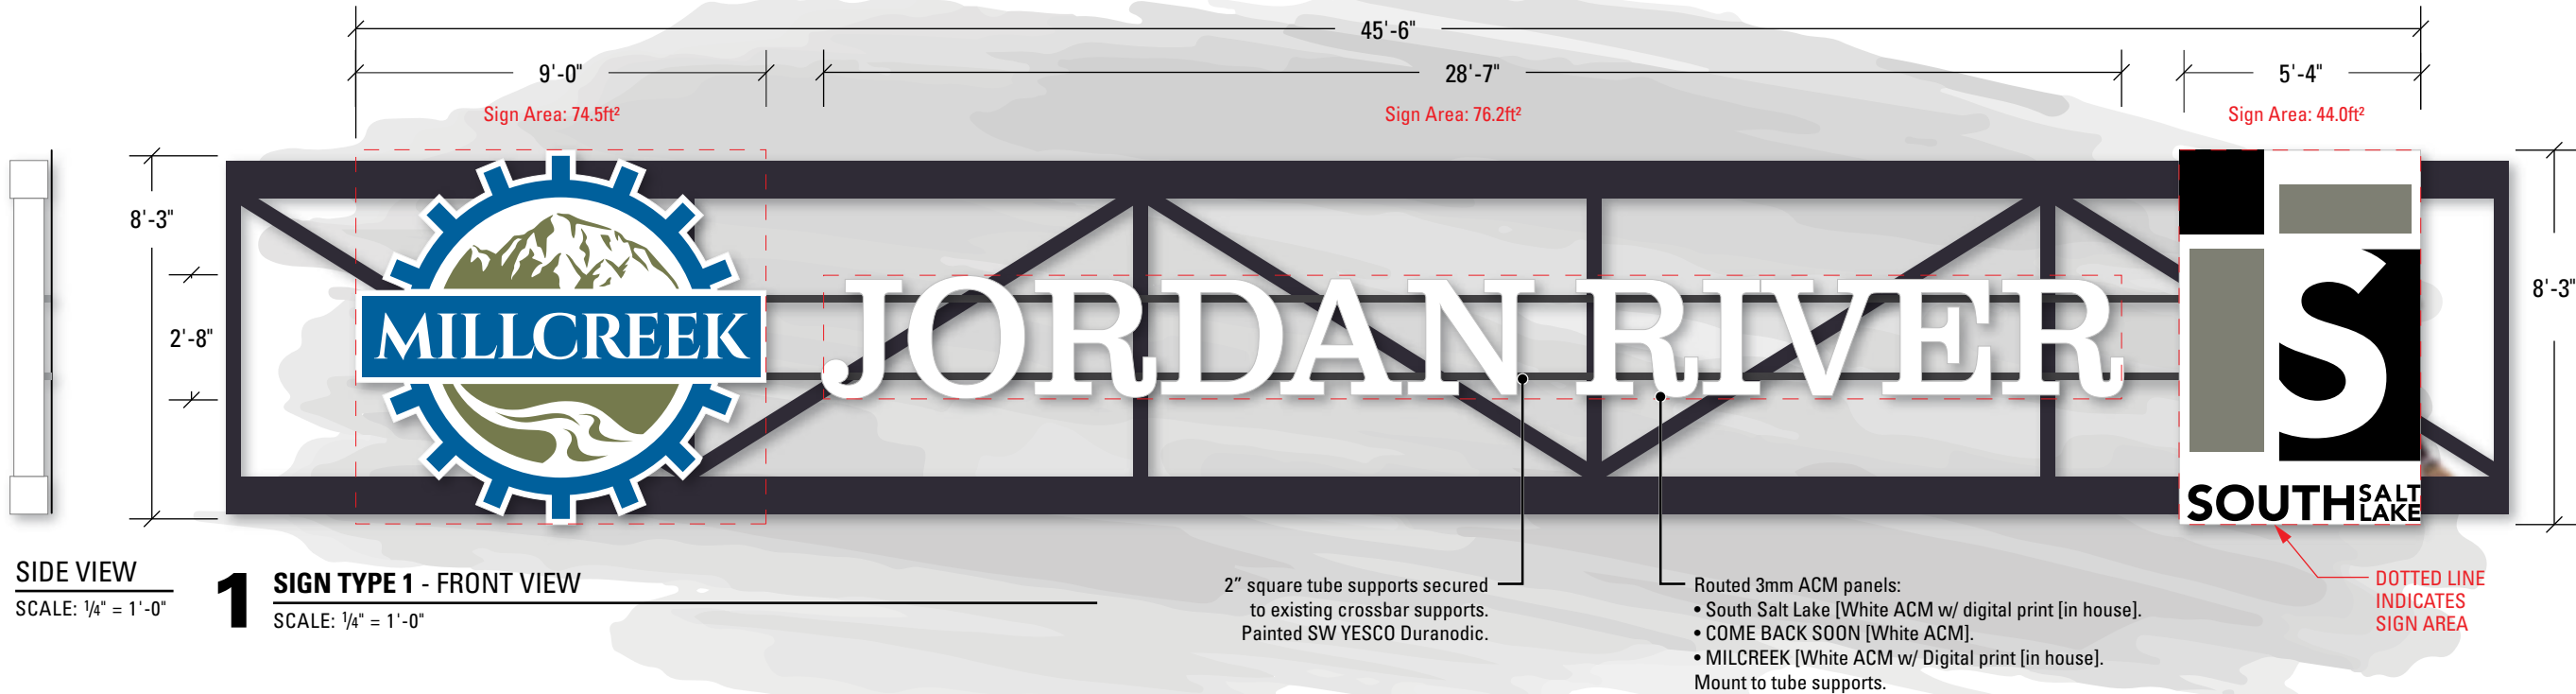 45'-6"
9'-0"
28'-7"
5'-4"
Sign Area: 74.5ft²
Sign Area: 76.2ft²
Sign Area: 44.0ft²
8'-3"
2'-8"
MILLCREEK
JORDAN RIVER
S
SOUTH SALT LAKE
8'-3"
SIDE VIEW
SCALE: 1/4" = 1'-0"
1
SIGN TYPE 1 - FRONT VIEW
SCALE: 1/4" = 1'-0"
2" square tube supports secured
to existing crossbar supports.
Painted SW YESCO Duranodic.
Routed 3mm ACM panels:
• South Salt Lake [White ACM w/ digital print [in house].
• COME BACK SOON [White ACM].
• MILCREEK [White ACM w/ Digital print [in house].
Mount to tube supports.
DOTTED LINE
INDICATES
SIGN AREA